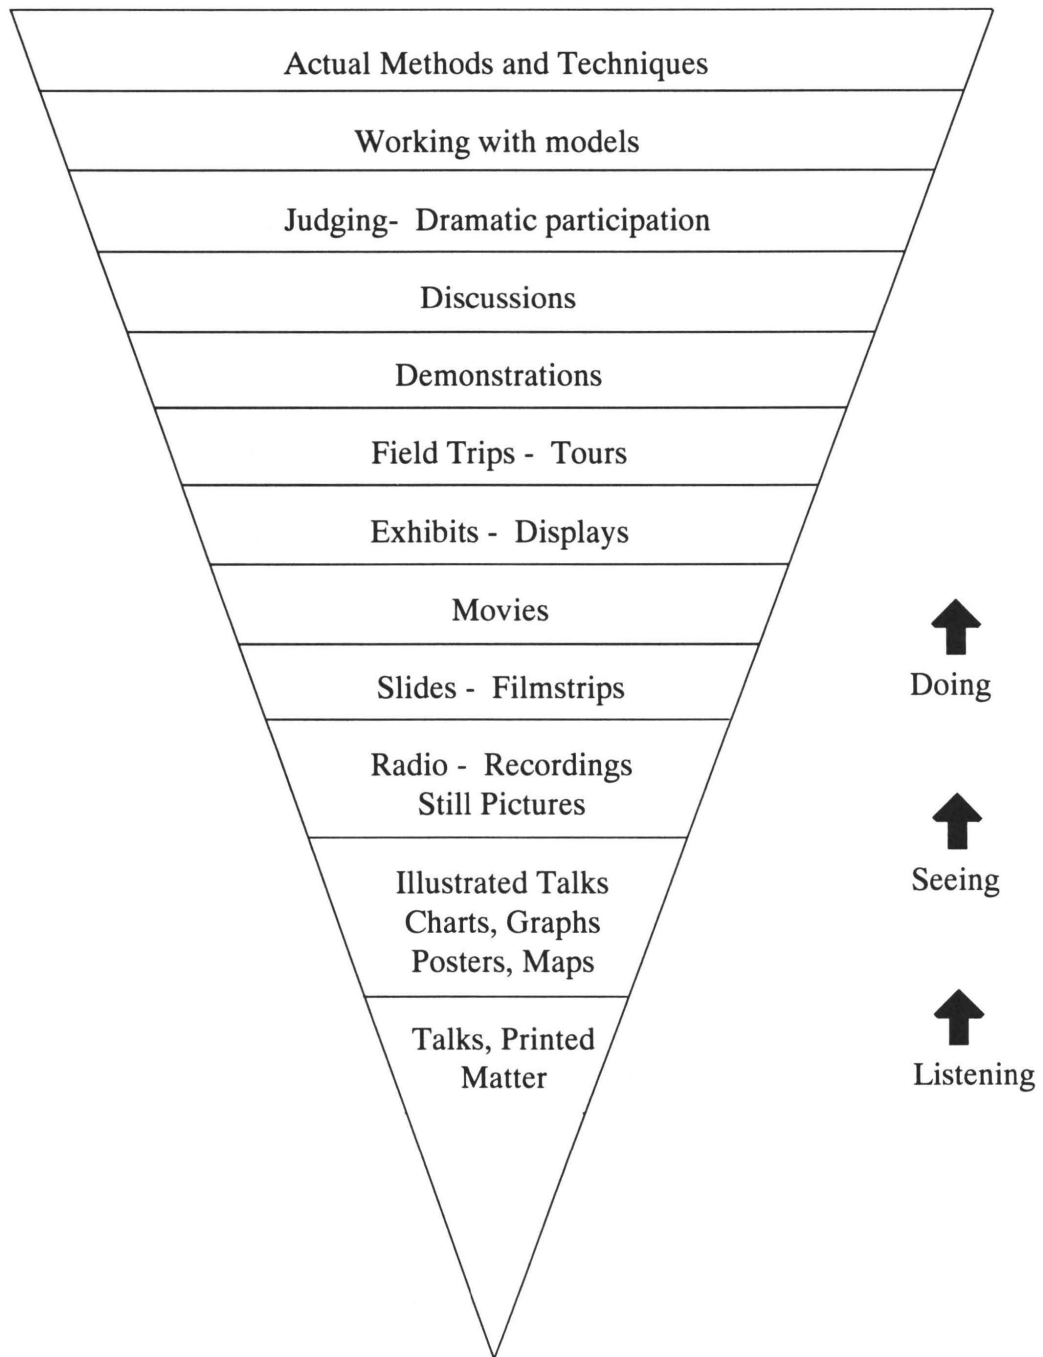 Actual Methods and Techniques
Working with models
Judging- Dramatic participation
Discussions
Demonstrations
Field Trips - Tours
Exhibits - Displays
Movies
Slides - Filmstrips
Radio - Recordings
Still Pictures
Illustrated Talks
Charts, Graphs
Posters, Maps
Talks, Printed
Matter
Doing
Seeing
Listening